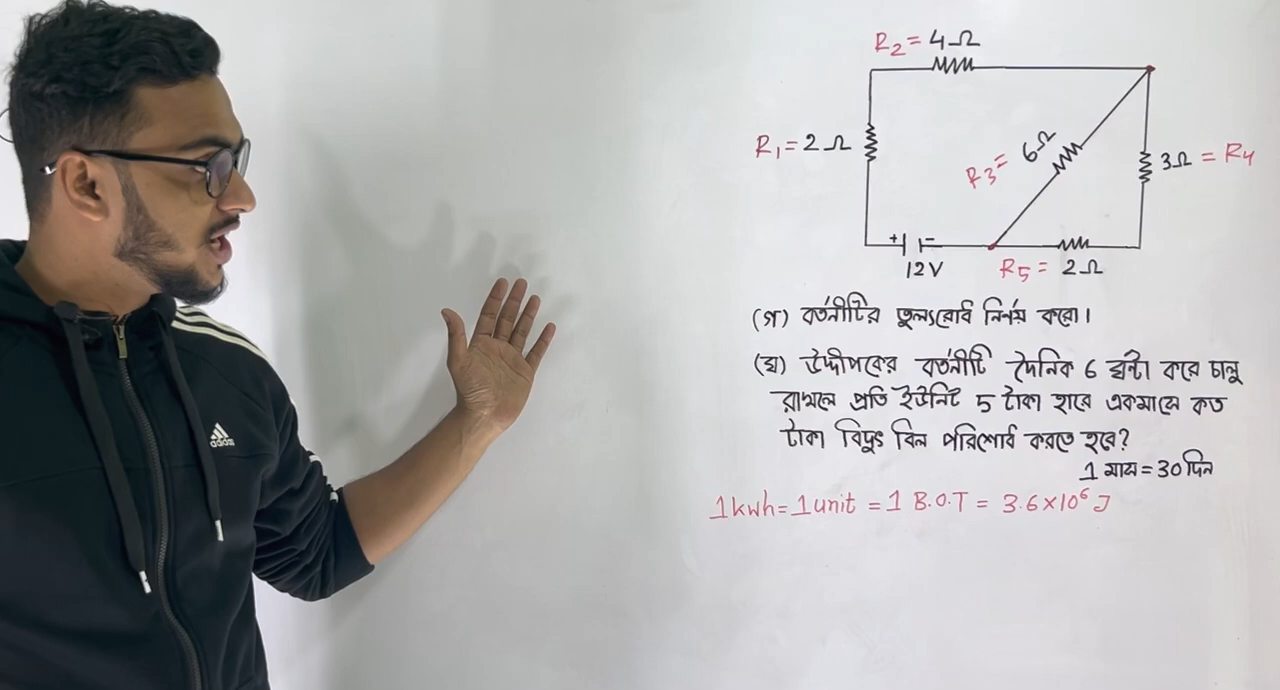 R2 = 4Ω
R1 = 2Ω
R3 = 6Ω
3Ω = R4
+ -
12V
R5 = 2Ω
(গ) বর্তনীটির তুল্যরোধ নির্ণয় করো।
(ঘ) উদ্দীপকের বর্তনীটি দৈনিক 6 ঘন্টা করে চালু
রাখলে প্রতি ইউনিট 5 টাকা হারে একমাসে কত
টাকা বিদ্যুৎ বিল পরিশোধ করতে হবে?
1 মাস = 30 দিন
1kwh = 1unit = 1 B.O.T = 3.6×10⁶ J
adidas